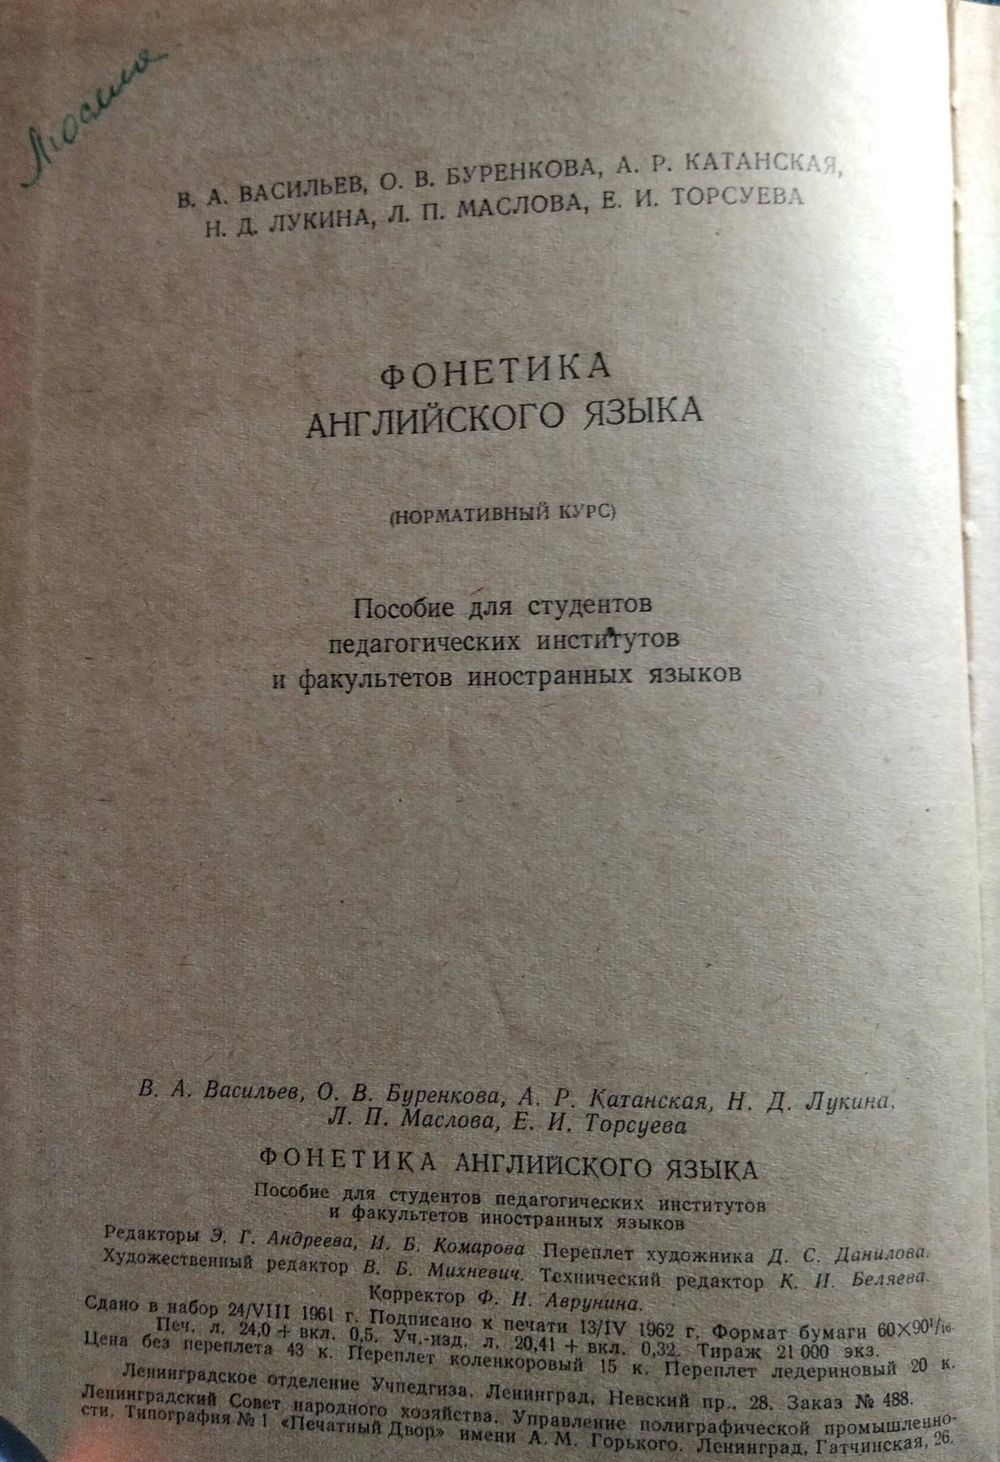 Люсина
В. А. ВАСИЛЬЕВ, О. В. БУРЕНКОВА, А. Р. КАТАНСКАЯ,
Н. Д. ЛУКИНА, Л. П. МАСЛОВА, Е. И. ТОРСУЕВА
ФОНЕТИКА
АНГЛИЙСКОГО ЯЗЫКА
(НОРМАТИВНЫЙ КУРС)
Пособие для студентов
педагогических институтов
и факультетов иностранных языков
В. А. Васильев, О. В. Буренкова, А. Р. Катанская, Н. Д. Лукина,
Л. П. Маслова, Е. И. Торсуева
ФОНЕТИКА АНГЛИЙСКОГО ЯЗЫКА
Пособие для студентов педагогических институтов
и факультетов иностранных языков
Редакторы Э. Г. Андреева, И. Б. Комарова Переплет художника Д. С. Данилова.
Художественный редактор В. Б. Михневич. Технический редактор К. И. Беляева.
Корректор Ф. Н. Аврунина.
Сдано в набор 24/VIII 1961 г. Подписано к печати 13/IV 1962 г. Формат бумаги 60×90¹/₁₆.
Печ. л. 24,0 + вкл. 0,5. Уч.-изд. л. 20,41 + вкл. 0,32. Тираж 21 000 экз.
Цена без переплета 43 к. Переплет коленкоровый 15 к. Переплет ледериновый 20 к.
Ленинградское отделение Учпедгиза. Ленинград, Невский пр., 28. Заказ № 488.
Ленинградский Совет народного хозяйства. Управление полиграфической промышленно-
сти. Типография № 1 «Печатный Двор» имени А. М. Горького. Ленинград, Гатчинская, 26.